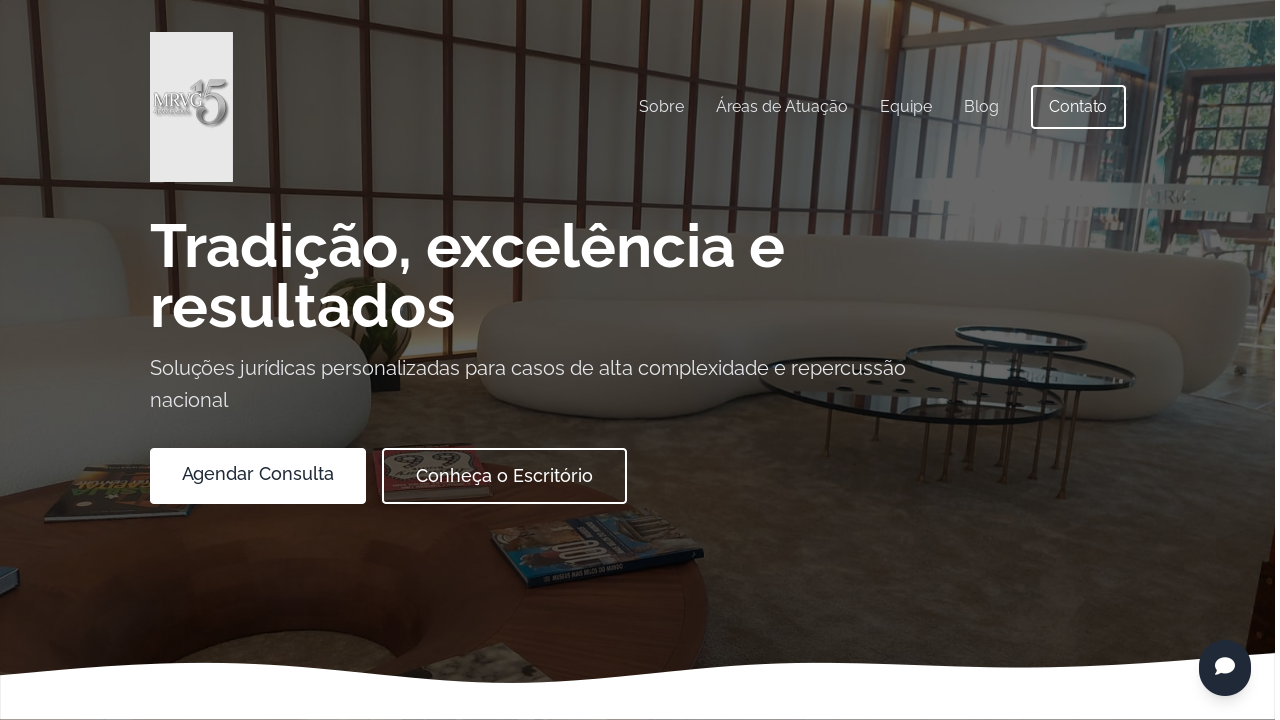 MRVG 15
Sobre
Áreas de Atuação
Equipe
Blog
Contato
Tradição, excelência e
resultados
Soluções jurídicas personalizadas para casos de alta complexidade e repercussão
nacional
Agendar Consulta
Conheça o Escritório